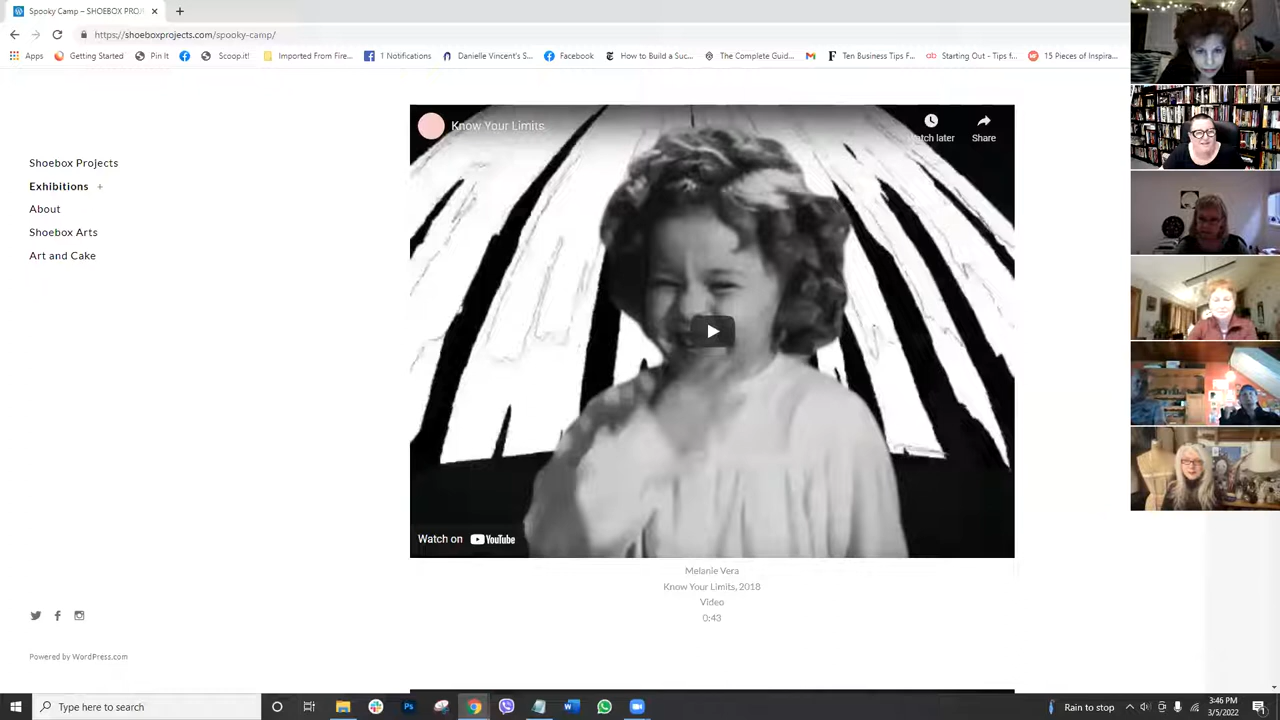 Spooky Camp – SHOEBOX PROJ
https://shoeboxprojects.com/spooky-camp/
Apps Getting Started Pin It Scoopit! Imported From Fire... 1 Notifications Danielle Vincent's S... Facebook How to Build a Suc... The Complete Guid... Ten Business Tips F... Starting Out - Tips f... 15 Pieces of Inspira...
Know Your Limits
Watch later
Share
Shoebox Projects
Exhibitions +
About
Shoebox Arts
Art and Cake
Watch on YouTube
Melanie Vera
Know Your Limits, 2018
Video
0:43
Powered by WordPress.com
Type here to search
Rain to stop
3:46 PM
3/5/2022